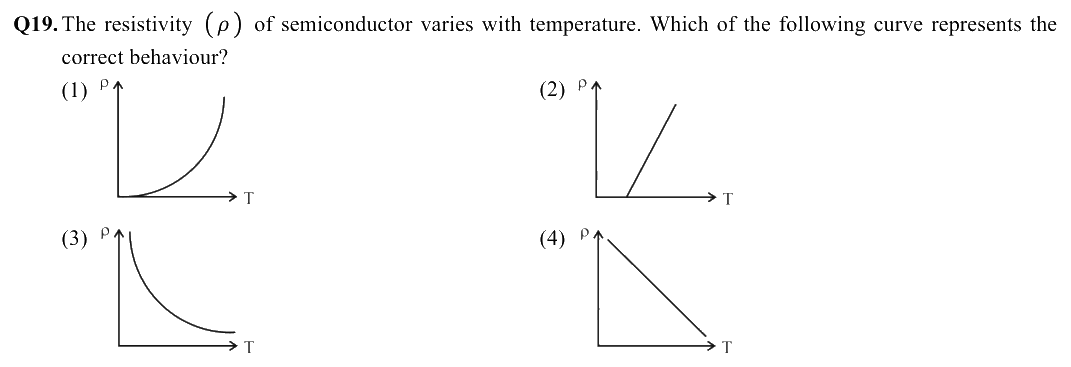 Q19. The resistivity (ρ) of semiconductor varies with temperature. Which of the following curve represents the
correct behaviour?
(1) ρ T
(2) ρ T
(3) ρ T
(4) ρ T